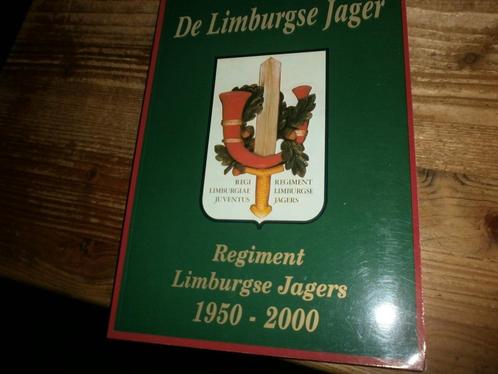 De Limburgse Jager
REGI
LIMBURGIAE
JUVENTUS
REGIMENT
LIMBURGSE
JAGERS
Regiment
Limburgse Jagers
1950 - 2000